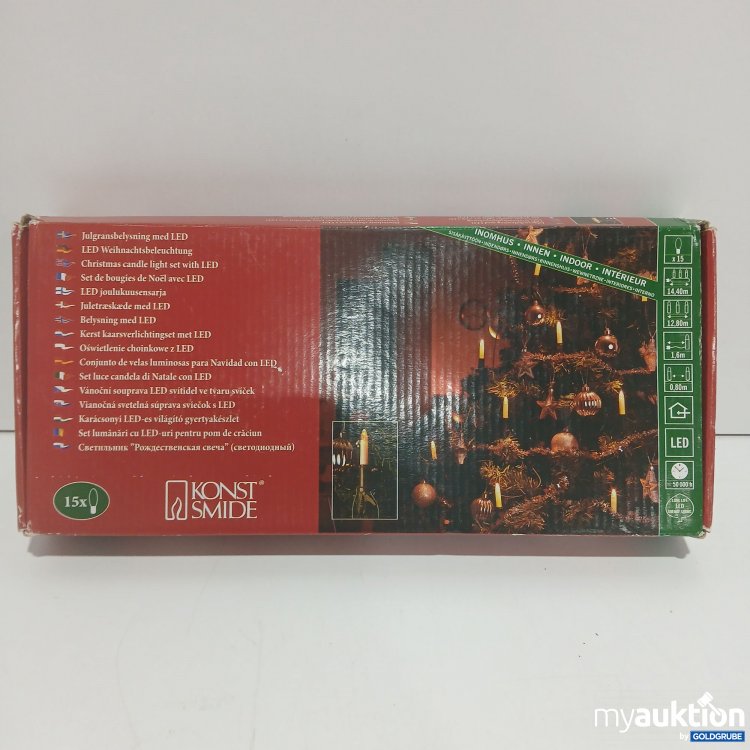 Julgransbelysning med LED
LED Weihnachtsbeleuchtung
Christmas candle light set with LED
Set de bougies de Noël avec LED
LED joulukuusensarja
Juletræskæde med LED
Belysning med LED
Kerst kaarsverlichtingset met LED
Oświetlenie choinkowe z LED
Conjunto de velas luminosas para Navidad con LED
Set luce candela di Natale con LED
Vánoční souprava LED svítidel ve tvaru svíček
Vianočná svetelná súprava sviečok s LED
Karácsonyi LED-es világító gyertyakészlet
Set lumânări cu LED-uri pentru pom de crăciun
Светильник "Рождественская свеча" (светодиодный)
15x
KONST®
SMIDE
INOMHUS • INNEN • INDOOR • INTÉRIEUR
x 15
14,40m
12,80m
1,6m
0,80m
LED
50 000 h
myauktion
by GOLDGRUBE